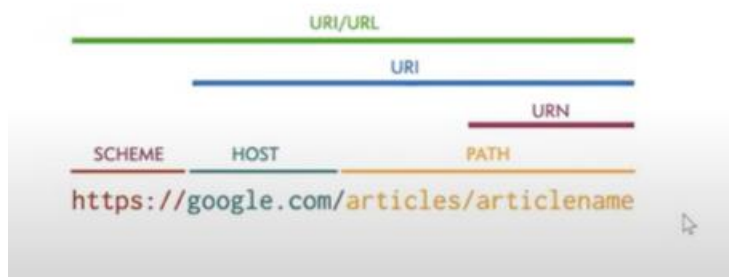 URI/URL
URI
URN
SCHEME HOST PATH
https://google.com/articles/articlename